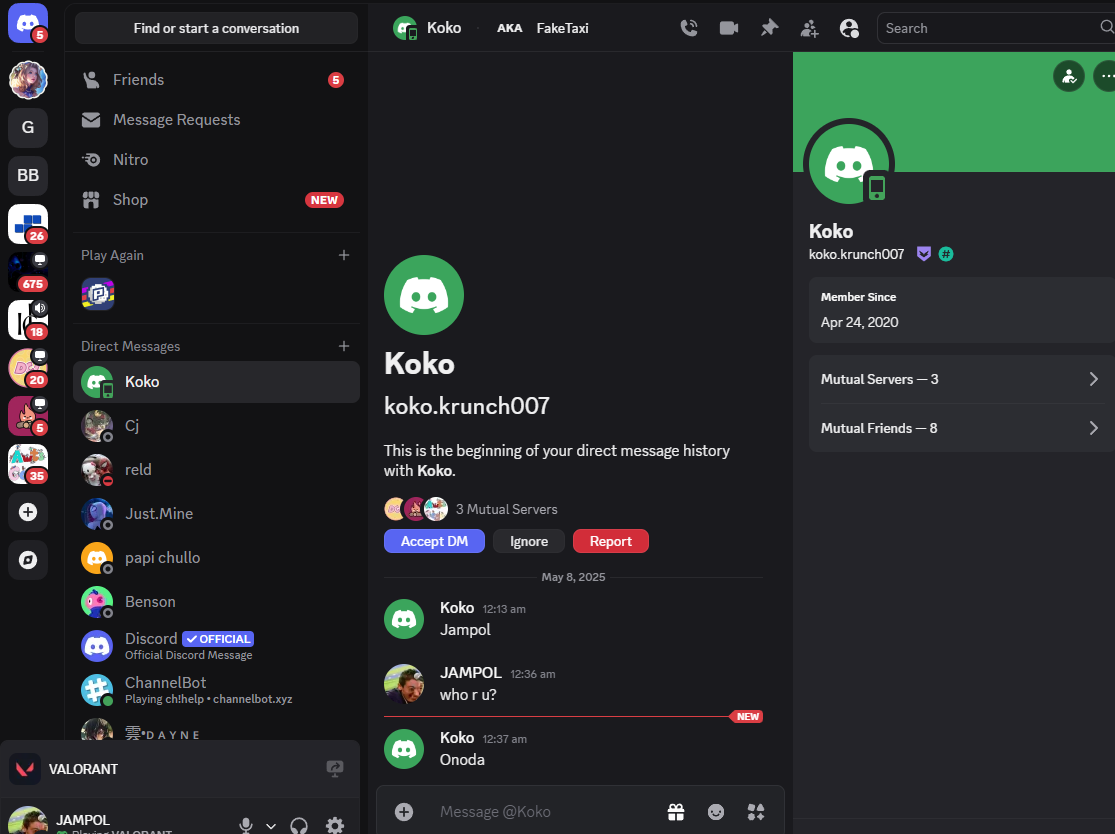 5
Find or start a conversation
Koko
AKA
FakeTaxi
Search
Friends
5
Message Requests
Nitro
Shop
NEW
G
BB
26
675
18
20
5
35
Play Again
Direct Messages
Koko
Cj
reld
Just.Mine
papi chullo
Benson
Discord
OFFICIAL
Official Discord Message
ChannelBot
Playing ch!help • channelbot.xyz
雲•D A Y N E
VALORANT
JAMPOL
Playing VALORANT
Koko
koko.krunch007
This is the beginning of your direct message history
with Koko.
3 Mutual Servers
Accept DM
Ignore
Report
May 8, 2025
Koko 12:13 am
Jampol
JAMPOL 12:36 am
who r u?
NEW
Koko 12:37 am
Onoda
Message @Koko
Koko
koko.krunch007
#
Member Since
Apr 24, 2020
Mutual Servers — 3
Mutual Friends — 8